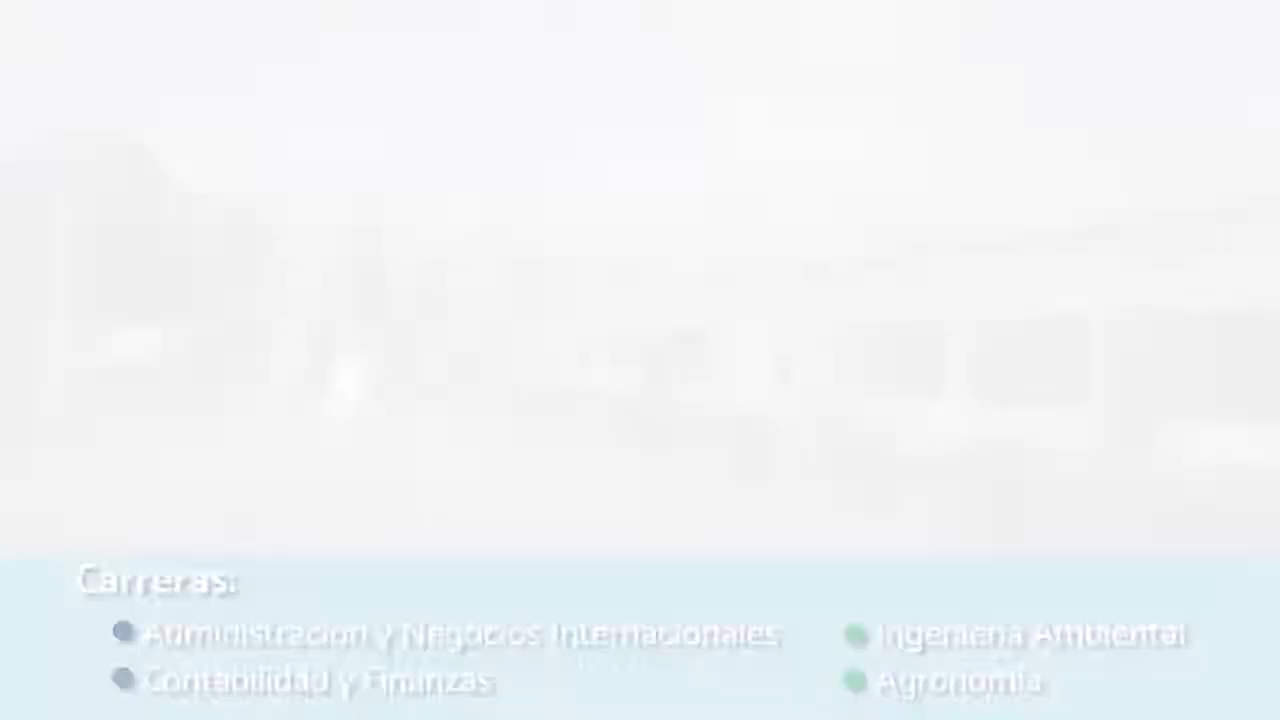 Carreras:
Administración y Negocios Internacionales
Contabilidad y Finanzas
Ingeniería Ambiental
Agronomía